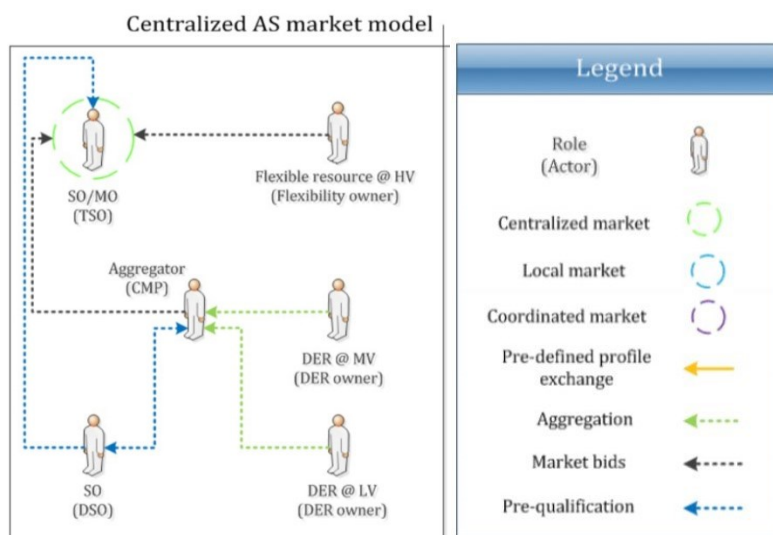 Centralized AS market model
SO/MO
(TSO)
Flexible resource @ HV
(Flexibility owner)
Aggregator
(CMP)
DER @ MV
(DER owner)
SO
(DSO)
DER @ LV
(DER owner)
Legend
Role
(Actor)
Centralized market
Local market
Coordinated market
Pre-defined profile
exchange
Aggregation
Market bids
Pre-qualification